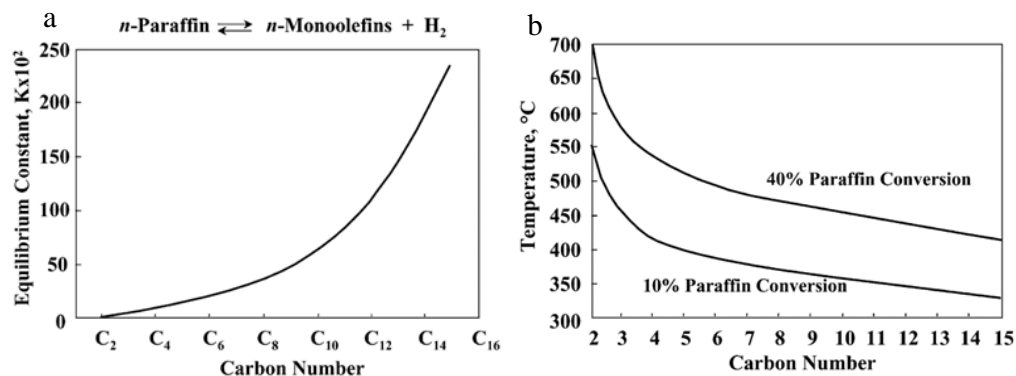 a
n-Paraffin ⇌ n-Monoolefins + H₂
250
200
150
100
50
0
Equilibrium Constant, Kx10²
C₂ C₄ C₆ C₈ C₁₀ C₁₂ C₁₄ C₁₆
Carbon Number
b
700
650
600
550
500
450
400
350
300
Temperature, °C
40% Paraffin Conversion
10% Paraffin Conversion
2 3 4 5 6 7 8 9 10 11 12 13 14 15
Carbon Number